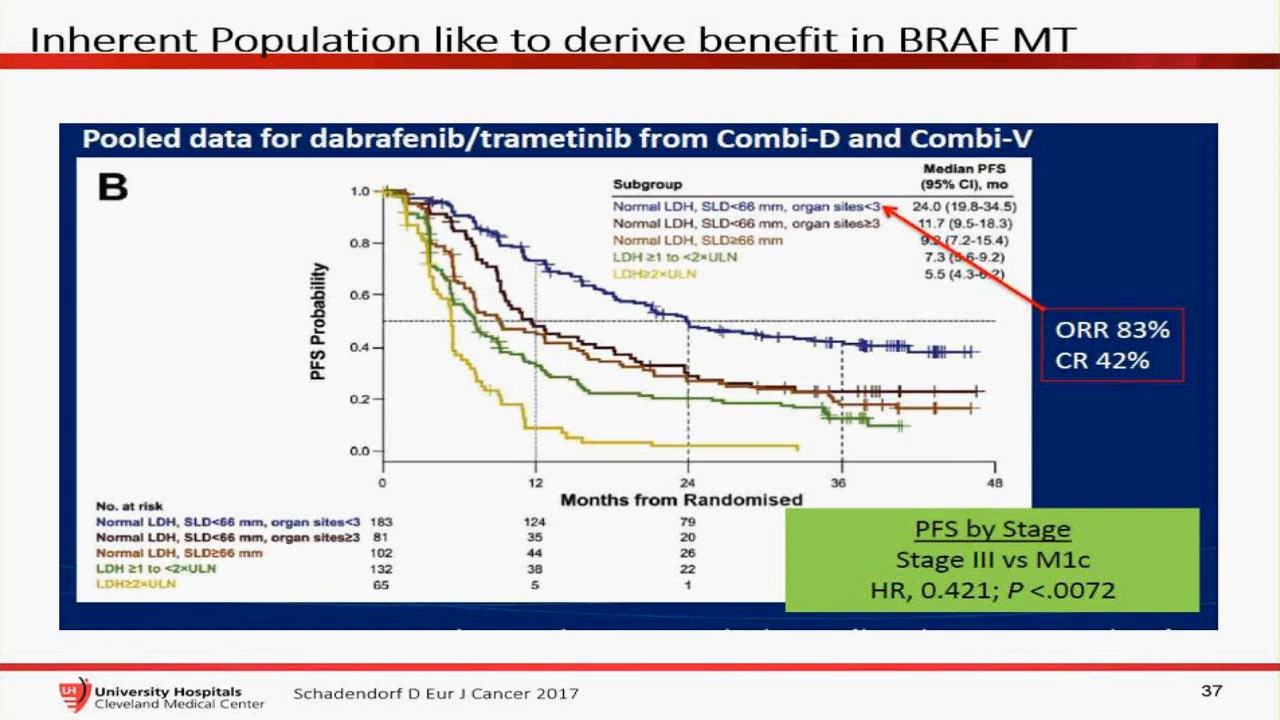 Inherent Population like to derive benefit in BRAF MT
Pooled data for dabrafenib/trametinib from Combi-D and Combi-V
B
Subgroup Median PFS (95% CI), mo
Normal LDH, SLD<66 mm, organ sites<3 24.0 (19.8-34.5)
Normal LDH, SLD<66 mm, organ sites≥3 11.7 (9.5-18.3)
Normal LDH, SLD≥66 mm 9.2 (7.2-15.4)
LDH ≥1 to <2×ULN 7.3 (5.6-9.2)
LDH≥2×ULN 5.5 (4.3-6.2)
ORR 83%
CR 42%
PFS Probability
1.0
0.8
0.6
0.4
0.2
0.0
0 12 24 36 48
Months from Randomised
No. at risk
Normal LDH, SLD<66 mm, organ sites<3 183 124 79
Normal LDH, SLD<66 mm, organ sites≥3 81 35 20
Normal LDH, SLD≥66 mm 102 44 26
LDH ≥1 to <2×ULN 132 38 22
LDH≥2×ULN 65 5 1
PFS by Stage
Stage III vs M1c
HR, 0.421; P <.0072
UH University Hospitals
Cleveland Medical Center
Schadendorf D Eur J Cancer 2017
37